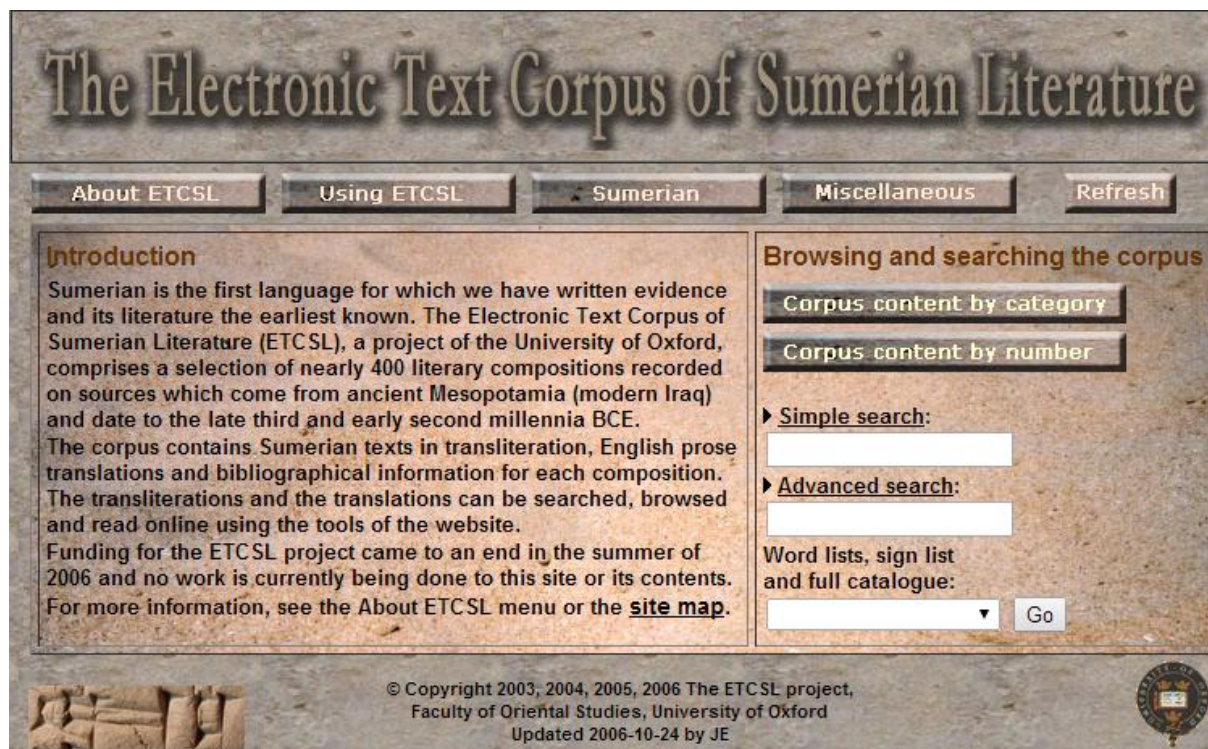 The Electronic Text Corpus of Sumerian Literature
About ETCSL
Using ETCSL
Sumerian
Miscellaneous
Refresh
Introduction
Sumerian is the first language for which we have written evidence
and its literature the earliest known. The Electronic Text Corpus of
Sumerian Literature (ETCSL), a project of the University of Oxford,
comprises a selection of nearly 400 literary compositions recorded
on sources which come from ancient Mesopotamia (modern Iraq)
and date to the late third and early second millennia BCE.
The corpus contains Sumerian texts in transliteration, English prose
translations and bibliographical information for each composition.
The transliterations and the translations can be searched, browsed
and read online using the tools of the website.
Funding for the ETCSL project came to an end in the summer of
2006 and no work is currently being done to this site or its contents.
For more information, see the About ETCSL menu or the site map.
Browsing and searching the corpus
Corpus content by category
Corpus content by number
Simple search:
Advanced search:
Word lists, sign list
and full catalogue:
Go
© Copyright 2003, 2004, 2005, 2006 The ETCSL project,
Faculty of Oriental Studies, University of Oxford
Updated 2006-10-24 by JE